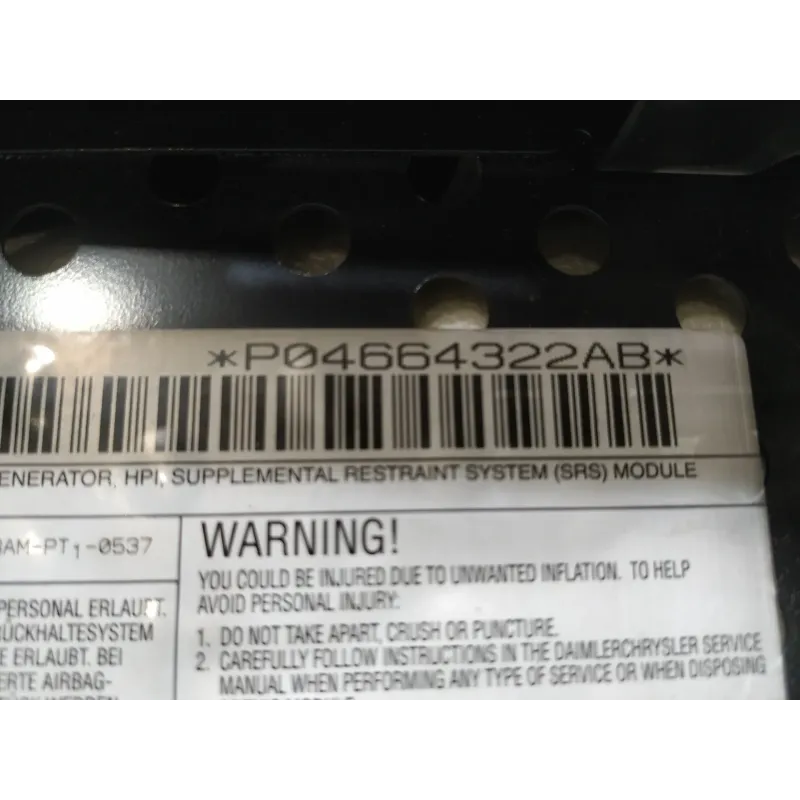 *P04664322AB*
ENERATOR, HPI, SUPPLEMENTAL RESTRAINT SYSTEM (SRS) MODULE
BAM-PT1-0537
WARNING!
YOU COULD BE INJURED DUE TO UNWANTED INFLATION. TO HELP
AVOID PERSONAL INJURY:
PERSONAL ERLAUBT.
RÜCKHALTESYSTEM
E ERLAUBT. BEI
ERTE AIRBAG-
1. DO NOT TAKE APART, CRUSH OR PUNCTURE.
2. CAREFULLY FOLLOW INSTRUCTIONS IN THE DAIMLERCHRYSLER SERVICE
MANUAL WHEN PERFORMING ANY TYPE OF SERVICE OR WHEN DISPOSING